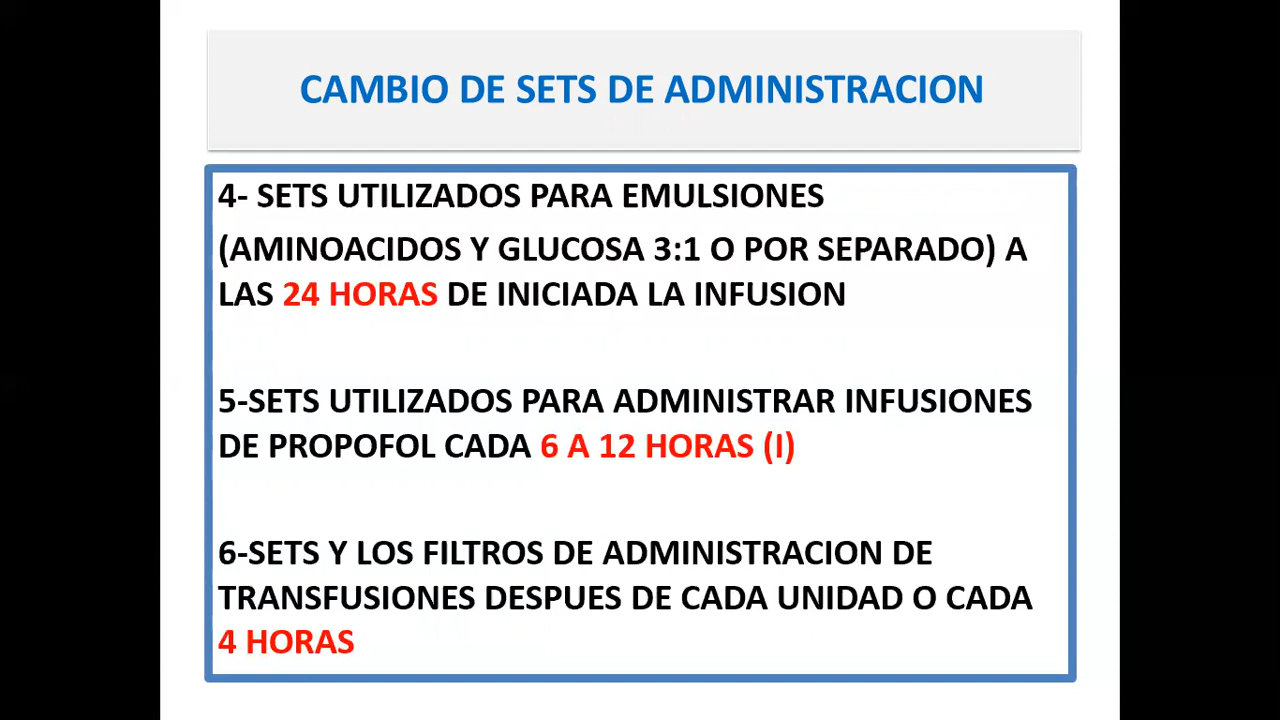 CAMBIO DE SETS DE ADMINISTRACION
4- SETS UTILIZADOS PARA EMULSIONES
(AMINOACIDOS Y GLUCOSA 3:1 O POR SEPARADO) A
LAS 24 HORAS DE INICIADA LA INFUSION
5-SETS UTILIZADOS PARA ADMINISTRAR INFUSIONES
DE PROPOFOL CADA 6 A 12 HORAS (I)
6-SETS Y LOS FILTROS DE ADMINISTRACION DE
TRANSFUSIONES DESPUES DE CADA UNIDAD O CADA
4 HORAS